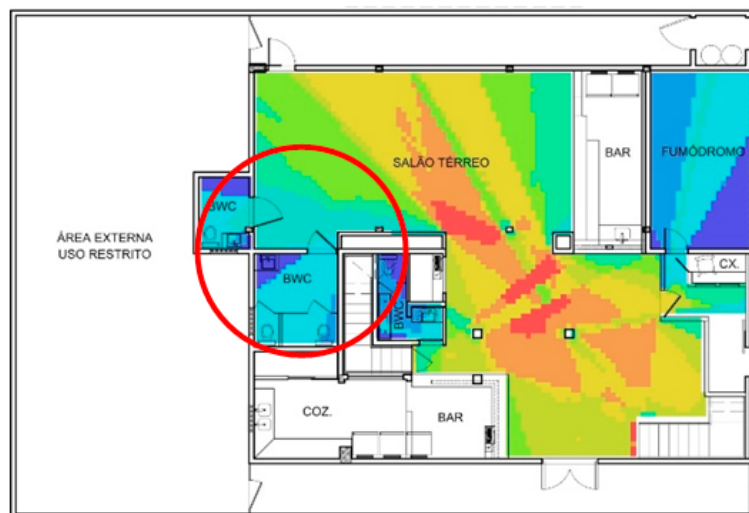 SALÃO TÉRREO
BAR
FUMÓDROMO
BWC
ÁREA EXTERNA
USO RESTRITO
BWC
CX.
BWC
COZ.
BAR